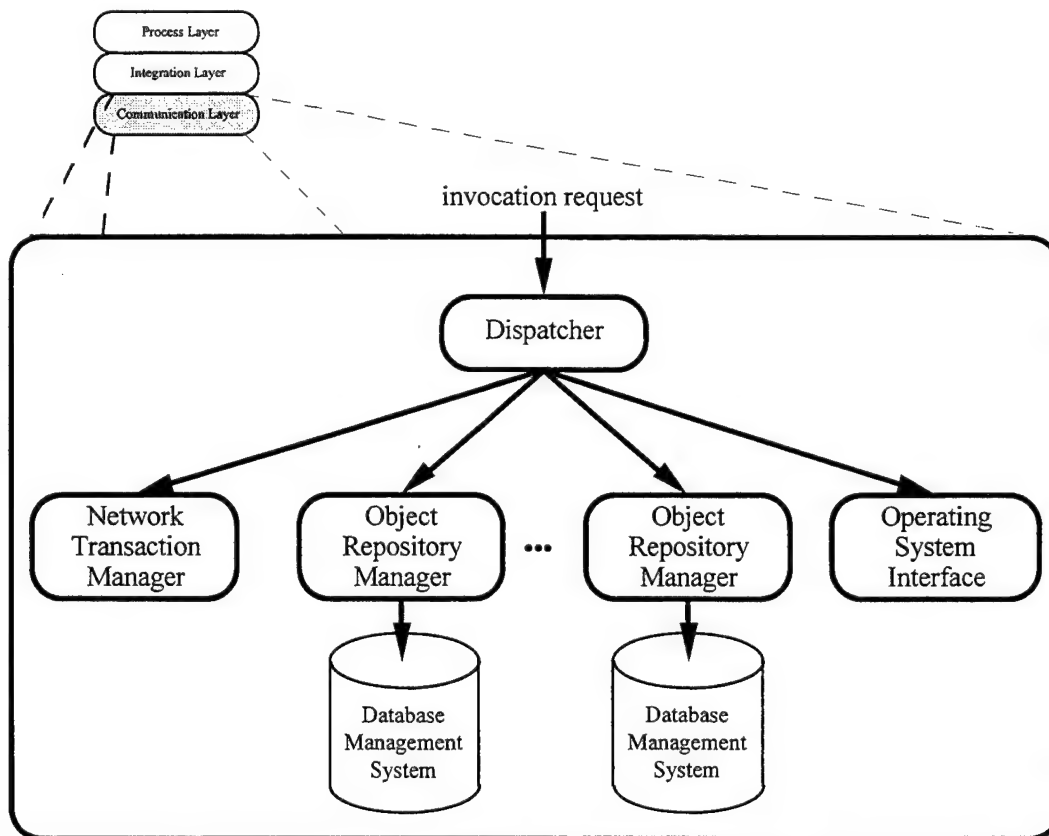 Process Layer
Integration Layer
Communication Layer
invocation request
Dispatcher
Network
Transaction
Manager
Object
Repository
Manager
•••
Object
Repository
Manager
Operating
System
Interface
Database
Management
System
Database
Management
System